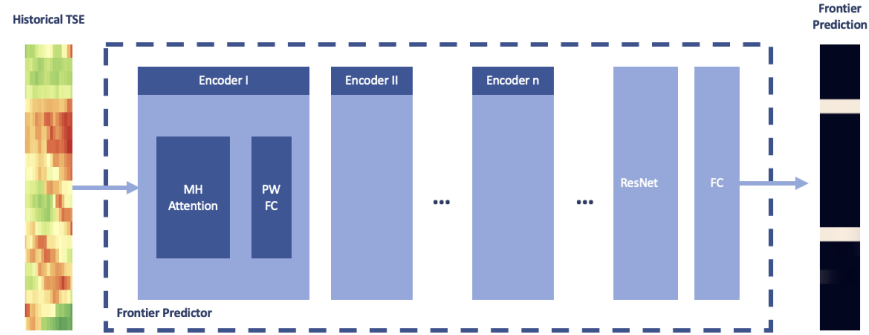 Historical TSE
Frontier
Prediction
Encoder I
Encoder II
Encoder n
MH
Attention
PW
FC
...
...
ResNet
FC
Frontier Predictor